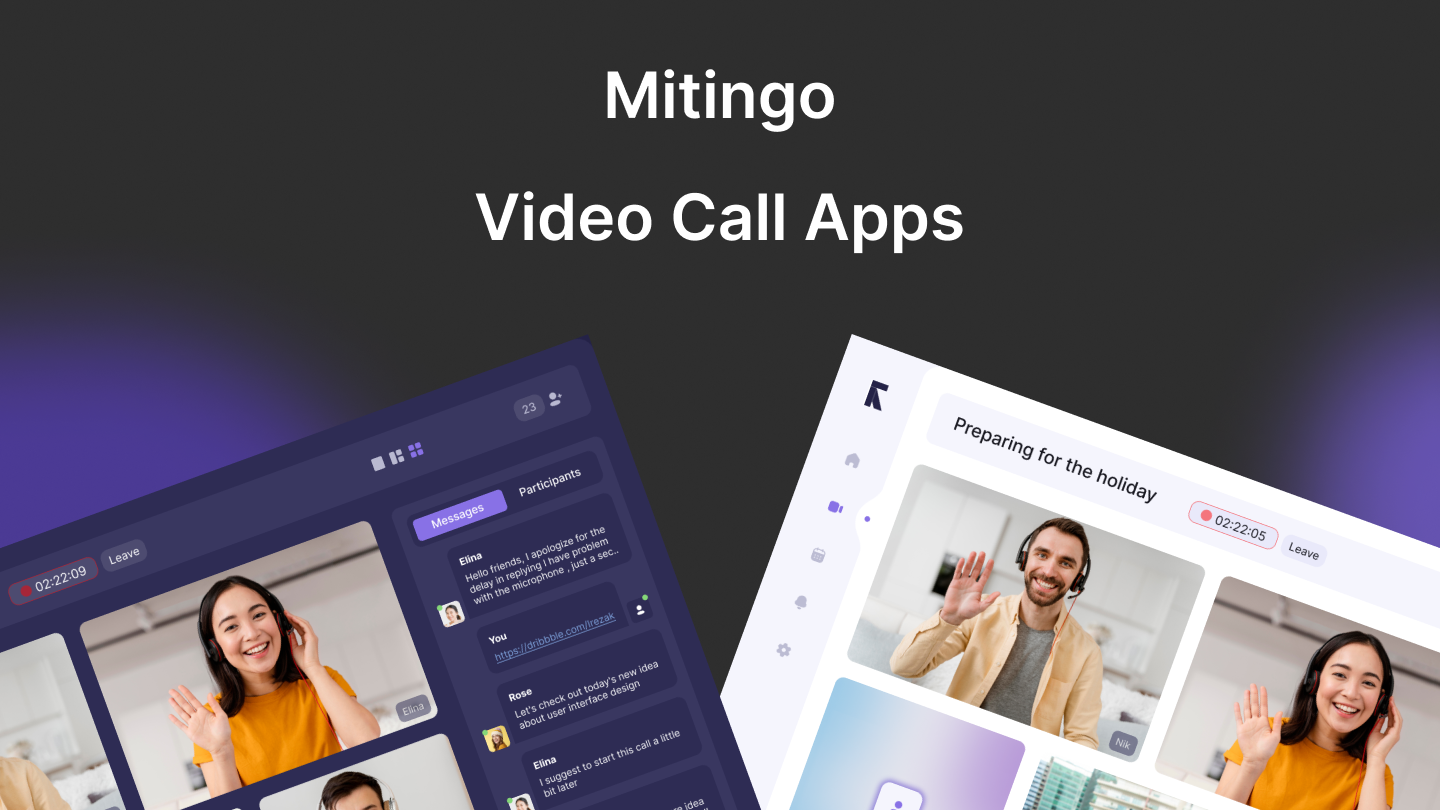 Mitingo
Video Call Apps
23
02:22:09
Leave
Messages
Participants
Elina
Hello friends, I apologize for the
delay in replying I have problem
with the microphone , just a sec..
You
https://dribbble.com/lrezak
Rose
Let's check out today's new idea
about user interface design
Elina
I suggest to start this call a little
bit later
idea
Elina
Preparing for the holiday
02:22:05
Leave
Nik